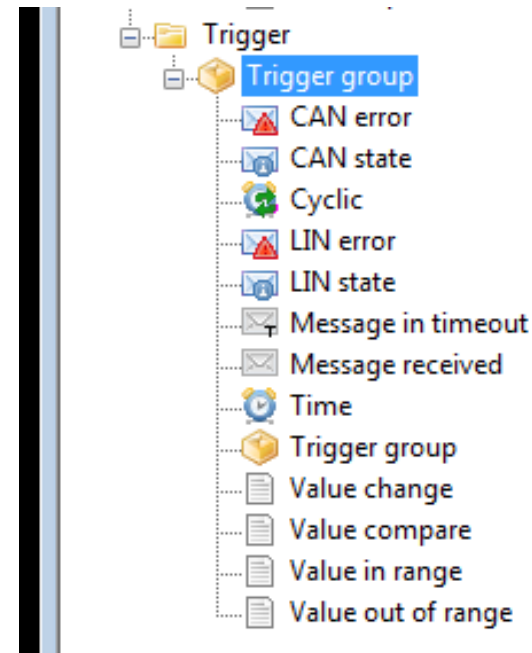 Trigger
Trigger group
CAN error
CAN state
Cyclic
LIN error
LIN state
Message in timeout
Message received
Time
Trigger group
Value change
Value compare
Value in range
Value out of range